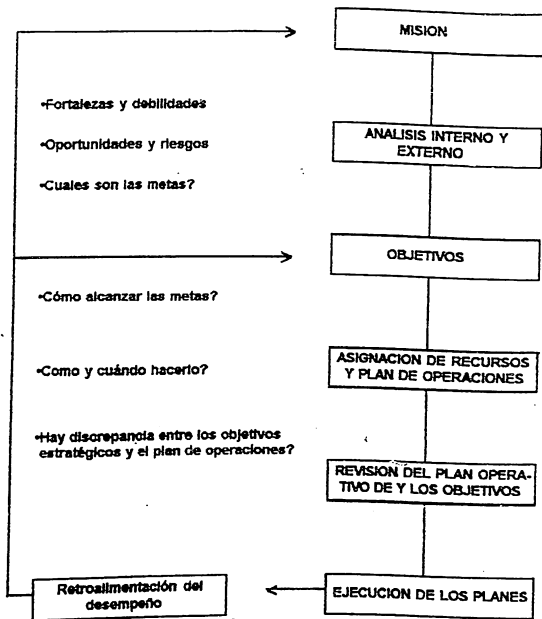 MISION
•Fortalezas y debilidades
•Oportunidades y riesgos
•Cuales son las metas?
ANALISIS INTERNO Y
EXTERNO
OBJETIVOS
•Cómo alcanzar las metas?
•Como y cuándo hacerlo?
ASIGNACION DE RECURSOS
Y PLAN DE OPERACIONES
•Hay discrepancia entre los objetivos
estratégicos y el plan de operaciones?
REVISION DEL PLAN OPERA-
TIVO DE Y LOS OBJETIVOS
Retroalimentación del
desempeño
EJECUCION DE LOS PLANES